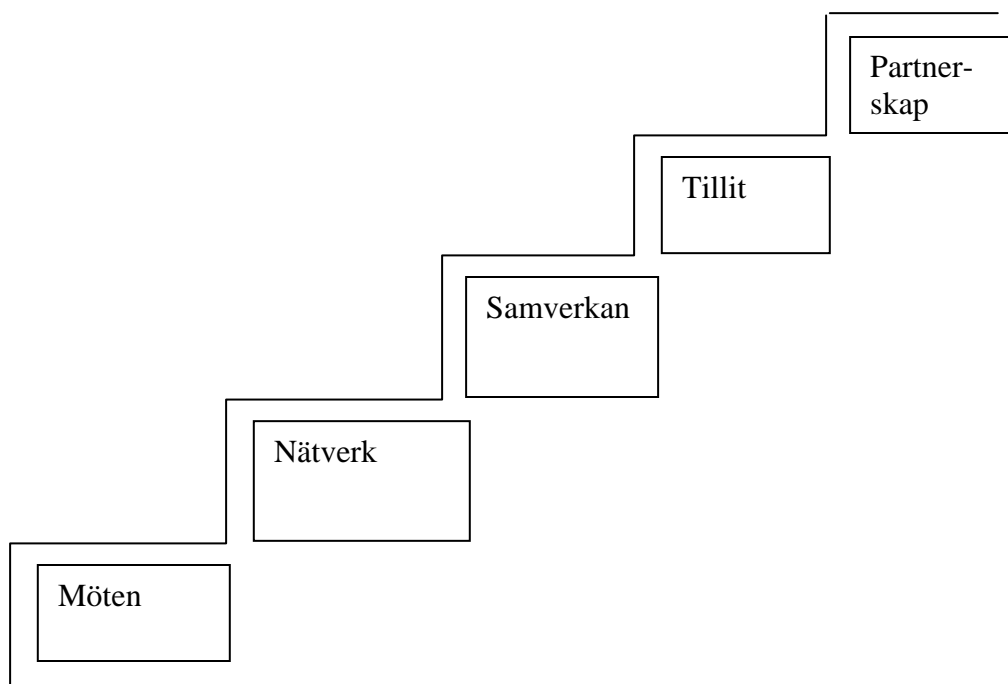 Partner-
skap
Tillit
Samverkan
Nätverk
Möten